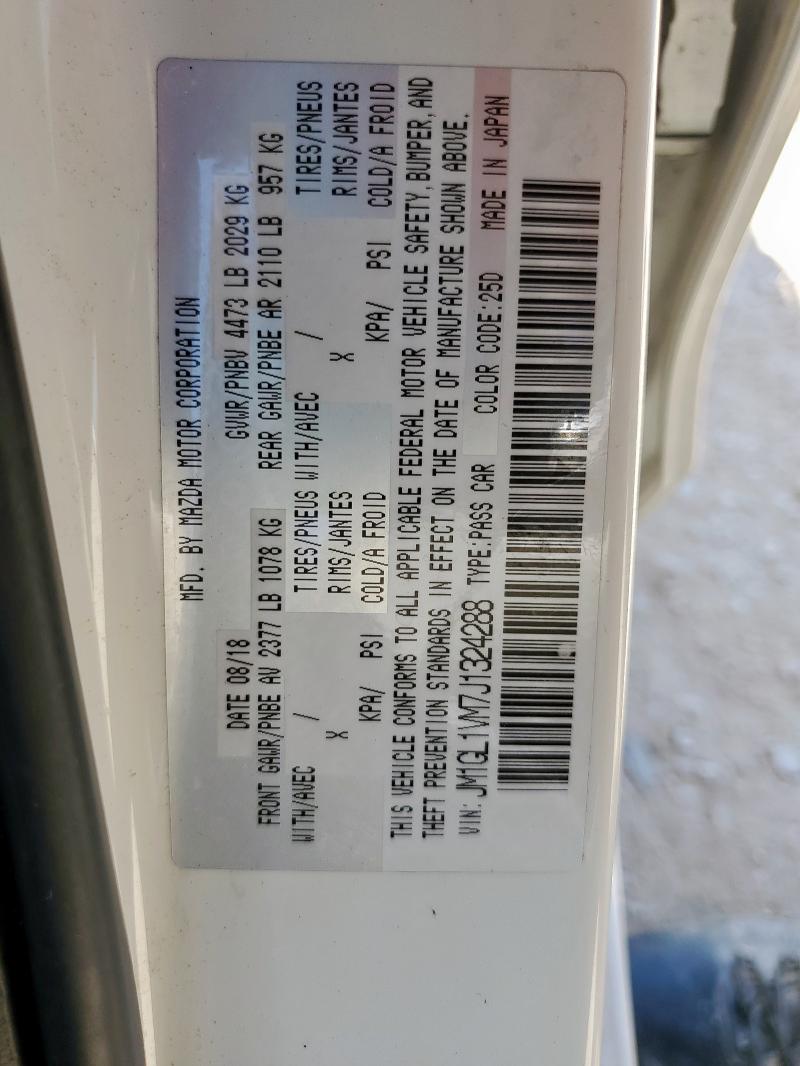 MFD. BY MAZDA MOTOR CORPORATION
DATE 08/18 GVWR/PNBV 4473 LB 2029 KG
FRONT GAWR/PNBE AV 2377 LB 1078 KG REAR GAWR/PNBE AR 2110 LB 957 KG
WITH/AVEC / TIRES/PNEUS WITH/AVEC / TIRES/PNEUS
X RIMS/JANTES X RIMS/JANTES
KPA/ PSI COLD/A FROID KPA/ PSI COLD/A FROID
THIS VEHICLE CONFORMS TO ALL APPLICABLE FEDERAL MOTOR VEHICLE SAFETY, BUMPER, AND
THEFT PREVENTION STANDARDS IN EFFECT ON THE DATE OF MANUFACTURE SHOWN ABOVE.
VIN: JM1GL1VM7J1324288 TYPE:PASS CAR COLOR CODE:25D MADE IN JAPAN